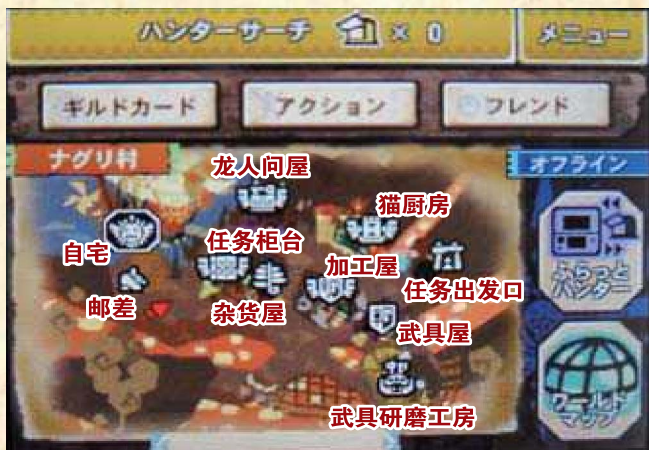 ハンターサーチ × 0
メニュー
ギルドカード
アクション
フレンド
ナグリ村
オフライン
龙人问屋
猫厨房
自宅
任务柜台
加工屋
任务出发口
邮差
杂货屋
武具屋
武具研磨工房
ふらっと
ハンター
ワールド
マップ